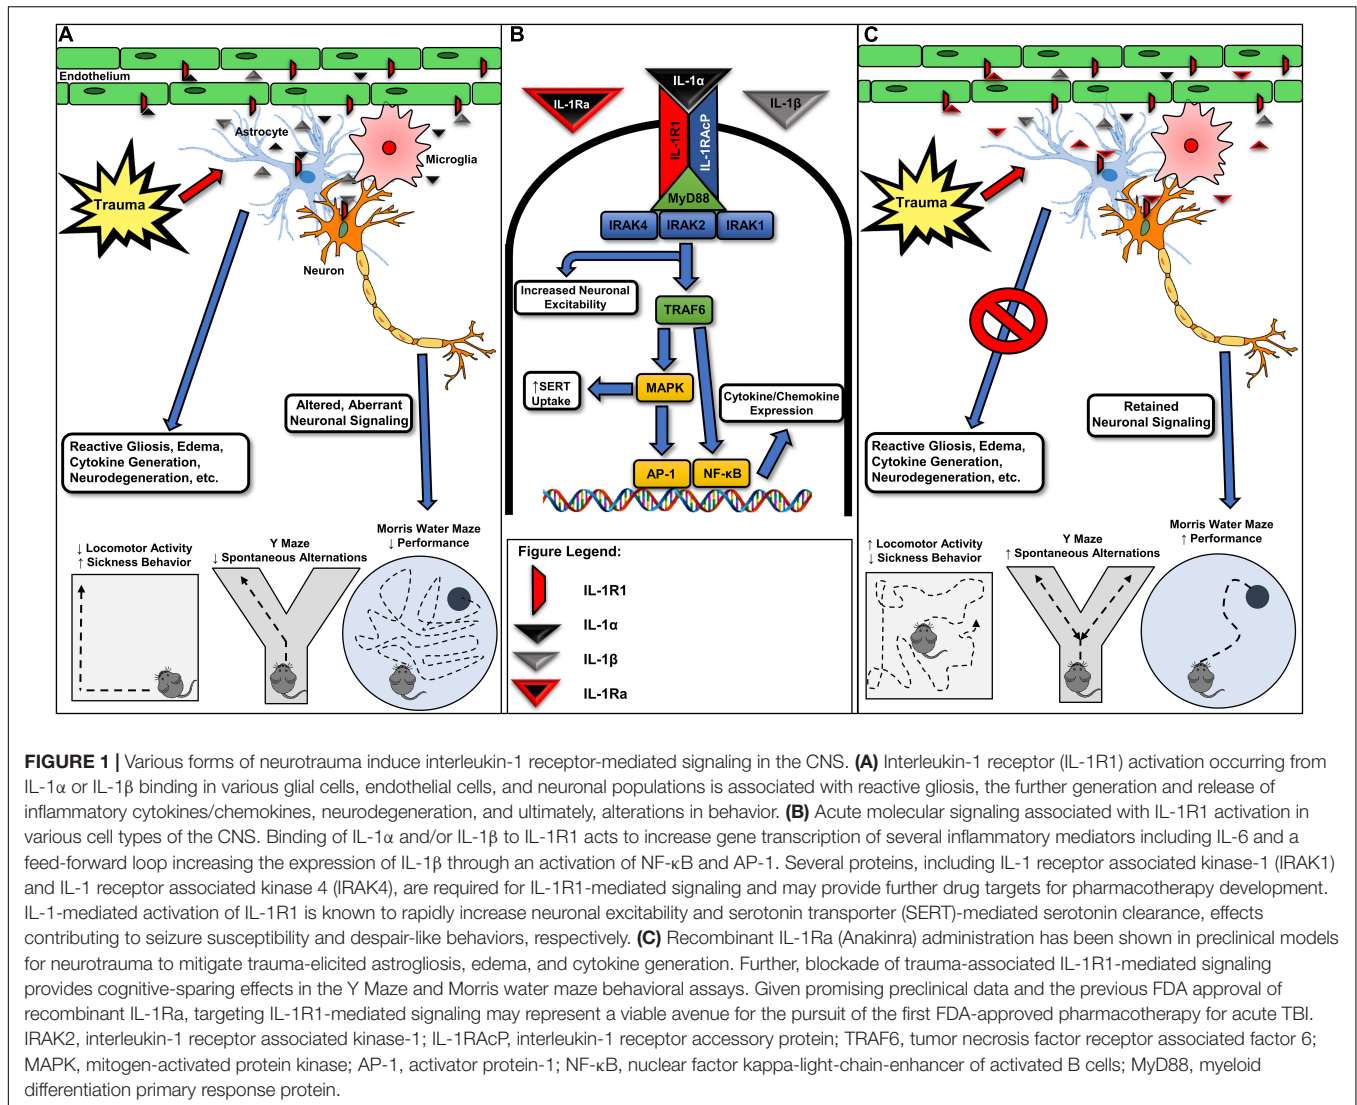 A
Endothelium
Astrocyte
Microglia
Trauma
Neuron
Altered, Aberrant
Neuronal Signaling
Reactive Gliosis, Edema,
Cytokine Generation,
Neurodegeneration, etc.
↓ Locomotor Activity
↑ Sickness Behavior
Y Maze
↓ Spontaneous Alternations
Morris Water Maze
↓ Performance
B
IL-1Ra
IL-1α
IL-1β
IL-1R1
IL-1RAcP
MyD88
IRAK4
IRAK2
IRAK1
Increased Neuronal
Excitability
TRAF6
↑SERT
Uptake
MAPK
Cytokine/Chemokine
Expression
AP-1
NF-κB
Figure Legend:
IL-1R1
IL-1α
IL-1β
IL-1Ra
C
Trauma
Retained
Neuronal Signaling
Reactive Gliosis, Edema,
Cytokine Generation,
Neurodegeneration, etc.
↑ Locomotor Activity
↓ Sickness Behavior
Y Maze
↑ Spontaneous Alternations
Morris Water Maze
↑ Performance
FIGURE 1 | Various forms of neurotrauma induce interleukin-1 receptor-mediated signaling in the CNS. (A) Interleukin-1 receptor (IL-1R1) activation occurring from
IL-1α or IL-1β binding in various glial cells, endothelial cells, and neuronal populations is associated with reactive gliosis, the further generation and release of
inflammatory cytokines/chemokines, neurodegeneration, and ultimately, alterations in behavior. (B) Acute molecular signaling associated with IL-1R1 activation in
various cell types of the CNS. Binding of IL-1α and/or IL-1β to IL-1R1 acts to increase gene transcription of several inflammatory mediators including IL-6 and a
feed-forward loop increasing the expression of IL-1β through an activation of NF-κB and AP-1. Several proteins, including IL-1 receptor associated kinase-1 (IRAK1)
and IL-1 receptor associated kinase 4 (IRAK4), are required for IL-1R1-mediated signaling and may provide further drug targets for pharmacotherapy development.
IL-1-mediated activation of IL-1R1 is known to rapidly increase neuronal excitability and serotonin transporter (SERT)-mediated serotonin clearance, effects
contributing to seizure susceptibility and despair-like behaviors, respectively. (C) Recombinant IL-1Ra (Anakinra) administration has been shown in preclinical models
for neurotrauma to mitigate trauma-elicited astrogliosis, edema, and cytokine generation. Further, blockade of trauma-associated IL-1R1-mediated signaling
provides cognitive-sparing effects in the Y Maze and Morris water maze behavioral assays. Given promising preclinical data and the previous FDA approval of
recombinant IL-1Ra, targeting IL-1R1-mediated signaling may represent a viable avenue for the pursuit of the first FDA-approved pharmacotherapy for acute TBI.
IRAK2, interleukin-1 receptor associated kinase-1; IL-1RAcP, interleukin-1 receptor accessory protein; TRAF6, tumor necrosis factor receptor associated factor 6;
MAPK, mitogen-activated protein kinase; AP-1, activator protein-1; NF-κB, nuclear factor kappa-light-chain-enhancer of activated B cells; MyD88, myeloid
differentiation primary response protein.